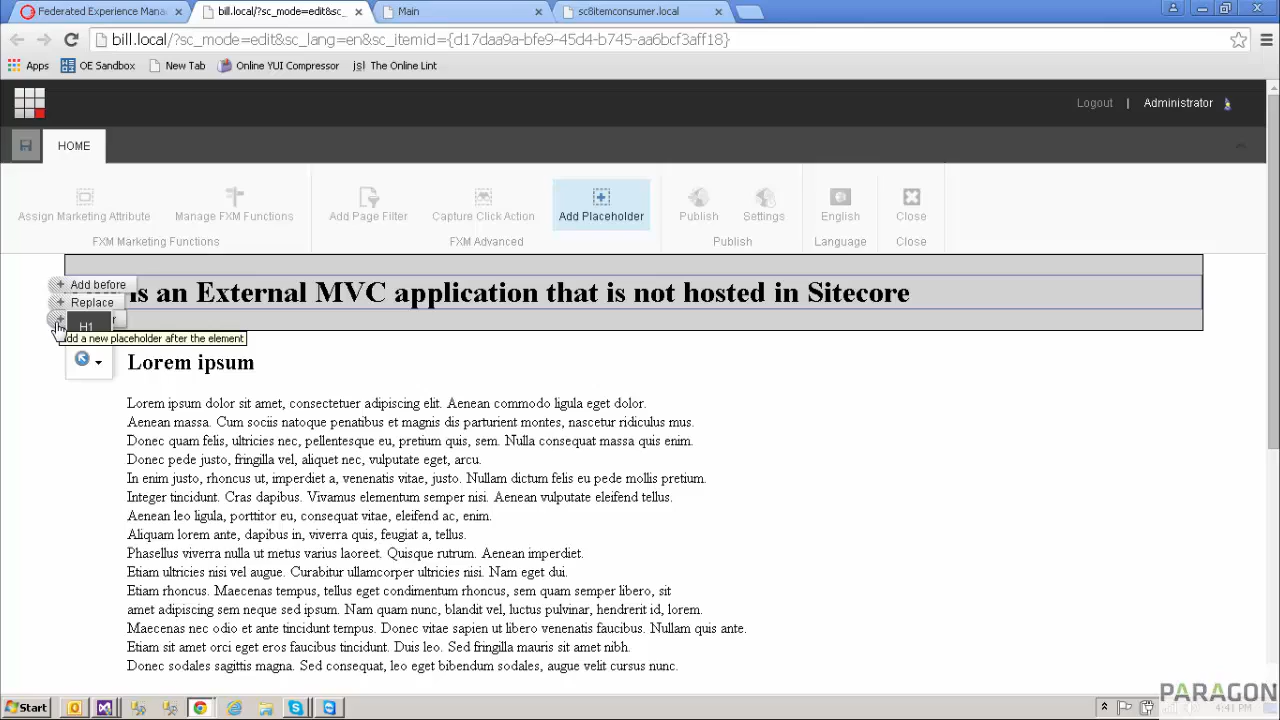 Federated Experience Mana
bill.local/?sc_mode=edit&sc_
Main
sc8itemconsumer.local
bill.local/?sc_mode=edit&sc_lang=en&sc_itemid={d17daa9a-bfe9-45d4-b745-aa6bcf3aff18}
Apps
OE Sandbox
New Tab
Online YUI Compressor
js! The Online Lint
Logout | Administrator
HOME
Assign Marketing Attribute
Manage FXM Functions
Add Page Filter
Capture Click Action
Add Placeholder
Publish
Settings
English
Close
FXM Marketing Functions
FXM Advanced
Publish
Language
Close
Add before
is an External MVC application that is not hosted in Sitecore
Replace
H1
add a new placeholder after the element
Lorem ipsum
Lorem ipsum dolor sit amet, consectetuer adipiscing elit. Aenean commodo ligula eget dolor.
Aenean massa. Cum sociis natoque penatibus et magnis dis parturient montes, nascetur ridiculus mus.
Donec quam felis, ultricies nec, pellentesque eu, pretium quis, sem. Nulla consequat massa quis enim.
Donec pede justo, fringilla vel, aliquet nec, vulputate eget, arcu.
In enim justo, rhoncus ut, imperdiet a, venenatis vitae, justo. Nullam dictum felis eu pede mollis pretium.
Integer tincidunt. Cras dapibus. Vivamus elementum semper nisi. Aenean vulputate eleifend tellus.
Aenean leo ligula, porttitor eu, consequat vitae, eleifend ac, enim.
Aliquam lorem ante, dapibus in, viverra quis, feugiat a, tellus.
Phasellus viverra nulla ut metus varius laoreet. Quisque rutrum. Aenean imperdiet.
Etiam ultricies nisi vel augue. Curabitur ullamcorper ultricies nisi. Nam eget dui.
Etiam rhoncus. Maecenas tempus, tellus eget condimentum rhoncus, sem quam semper libero, sit
amet adipiscing sem neque sed ipsum. Nam quam nunc, blandit vel, luctus pulvinar, hendrerit id, lorem.
Maecenas nec odio et ante tincidunt tempus. Donec vitae sapien ut libero venenatis faucibus. Nullam quis ante.
Etiam sit amet orci eget eros faucibus tincidunt. Duis leo. Sed fringilla mauris sit amet nibh.
Donec sodales sagittis magna. Sed consequat, leo eget bibendum sodales, augue velit cursus nunc.
PARAGON
Start
4:41 PM